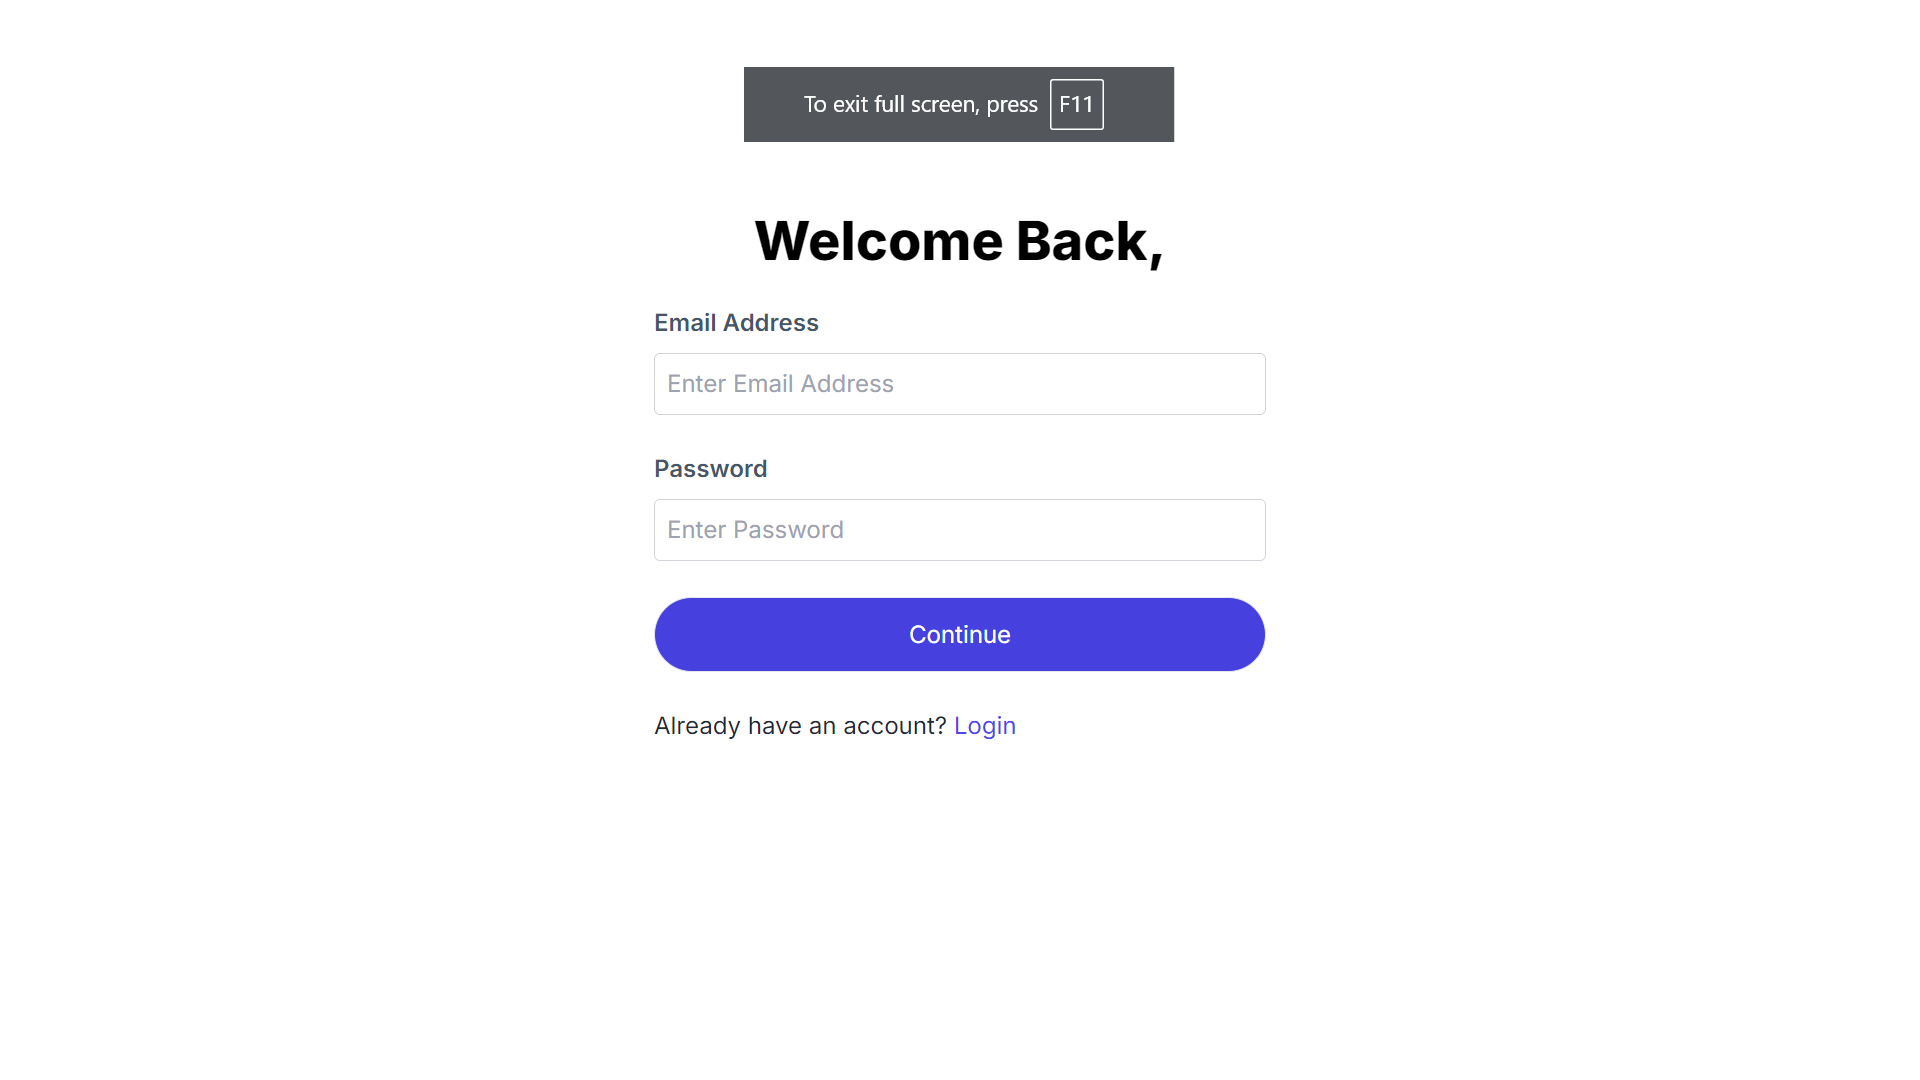 To exit full screen, press F11
Welcome Back,
Email Address
Enter Email Address
Password
Enter Password
Continue
Already have an account? Login